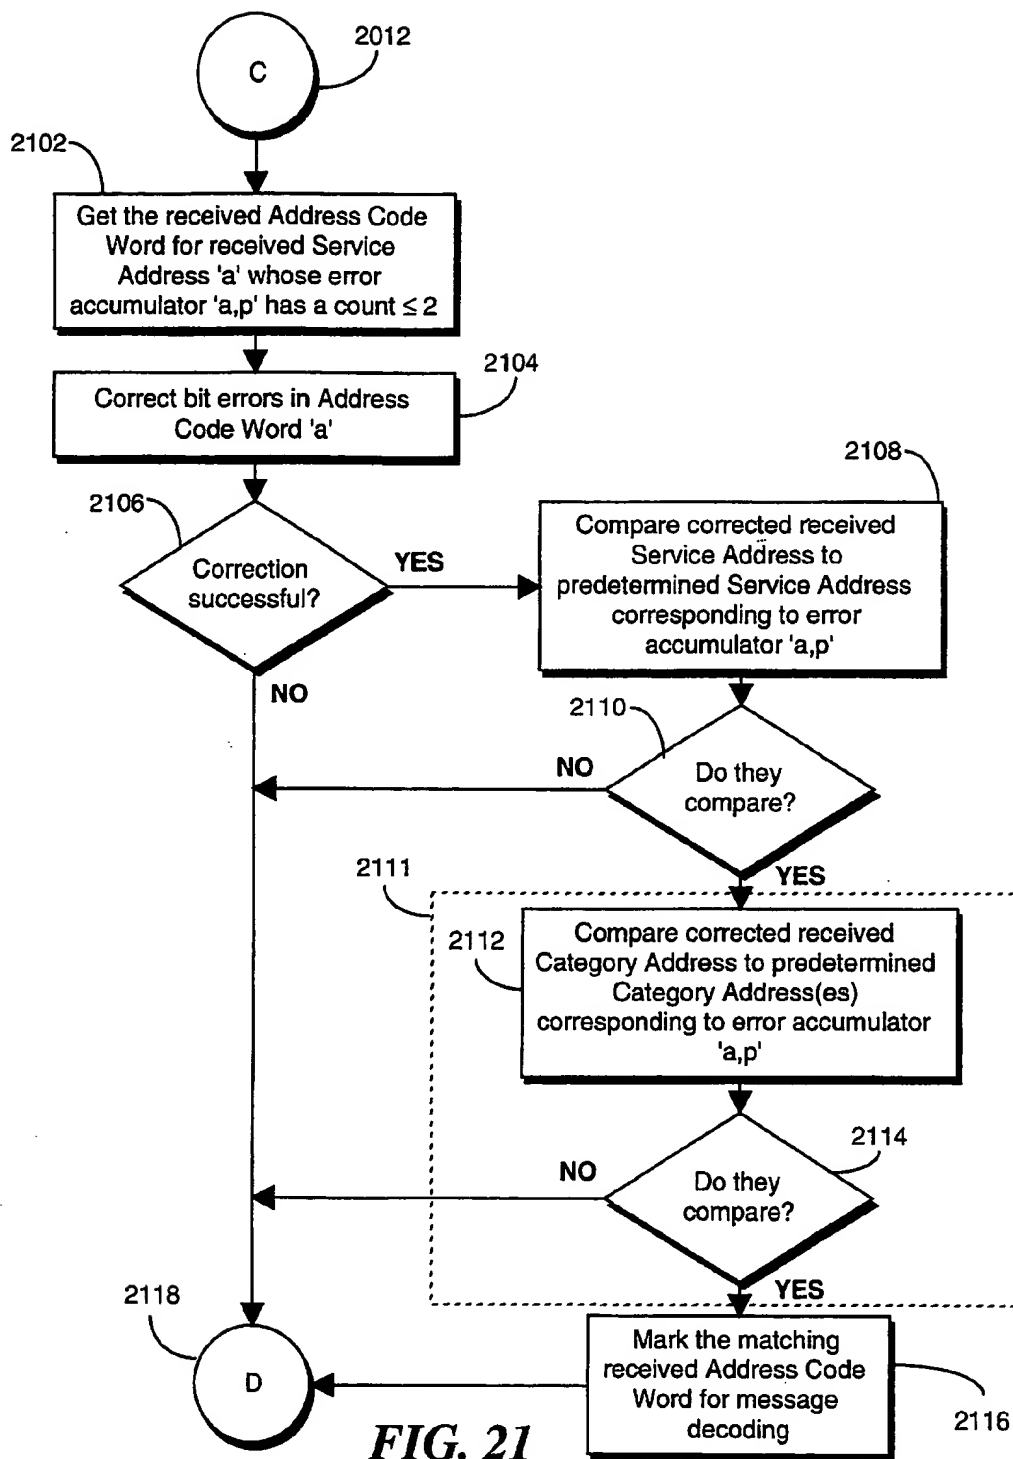 C
2012
2102
Get the received Address Code
Word for received Service
Address 'a' whose error
accumulator 'a,p' has a count ≤ 2
2104
Correct bit errors in Address
Code Word 'a'
2106
Correction
successful?
YES
NO
2108
Compare corrected received
Service Address to
predetermined Service Address
corresponding to error
accumulator 'a,p'
2110
Do they
compare?
NO
YES
2111
2112
Compare corrected received
Category Address to predetermined
Category Address(es)
corresponding to error accumulator
'a,p'
2114
Do they
compare?
NO
YES
2118
D
Mark the matching
received Address Code
Word for message
decoding
2116
FIG. 21